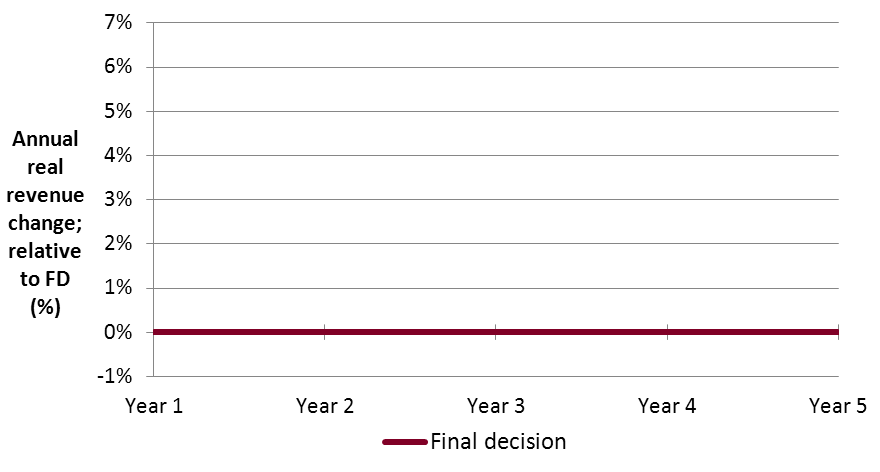 7%
6%
5%
4%
3%
2%
1%
0%
-1%
Annual
real
revenue
change;
relative
to FD
(%)
Year 1 Year 2 Year 3 Year 4 Year 5
Final decision